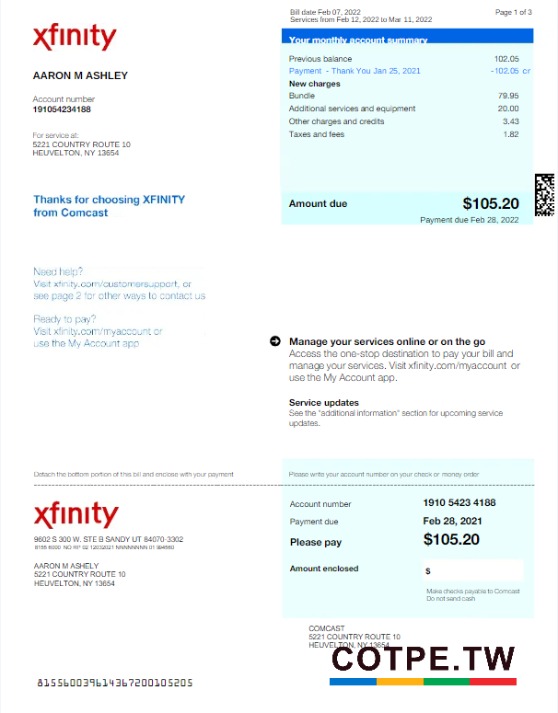 xfinity
Bill date Feb 07, 2022
Services from Feb 12, 2022 to Mar 11, 2022
Page 1 of 3
AARON M ASHLEY
Account number
191054234188
For service at:
5221 COUNTRY ROUTE 10
HEUVELTON, NY 13654
Your monthly account summary
Previous balance 102.05
Payment - Thank You Jan 25, 2021 -102.05 cr
New charges
Bundle 79.95
Additional services and equipment 20.00
Other charges and credits 3.43
Taxes and fees 1.82
Amount due $105.20
Payment due Feb 28, 2022
Thanks for choosing XFINITY
from Comcast
Need help?
Visit xfinity.com/customersupport, or
see page 2 for other ways to contact us
Ready to pay?
Visit xfinity.com/myaccount or
use the My Account app
Manage your services online or on the go
Access the one-stop destination to pay your bill and
manage your services. Visit xfinity.com/myaccount or
use the My Account app.
Service updates
See the "additional information" section for upcoming service
updates.
Detach the bottom portion of this bill and enclose with your payment
Please write your account number on your check or money order
xfinity
9602 S 300 W. STE B SANDY UT 84070-3302
AARON M ASHELY
5221 COUNTRY ROUTE 10
HEUVELTON, NY 13654
Account number 1910 5423 4188
Payment due Feb 28, 2021
Please pay $105.20
Amount enclosed $
Make checks payable to Comcast
Do not send cash
COMCAST
5221 COUNTRY ROUTE 10
HEUVELTON, NY 13654
COTPE.TW
815560039614367200105205